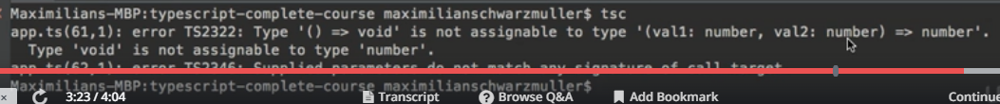 Maximilians-MBP:typescript-complete-course maximilianschwarzmuller$ tsc
app.ts(61,1): error TS2322: Type '() => void' is not assignable to type '(val1: number, val2: number) => number'.
Type 'void' is not assignable to type 'number'.
app.ts(62,1): error TS2346: Supplied parameters do not match any signature of call target.
Maximilians-MBP:typescript-complete-course maximilianschwarzmuller$
3:23 / 4:04 Transcript Browse Q&A Add Bookmark Continu